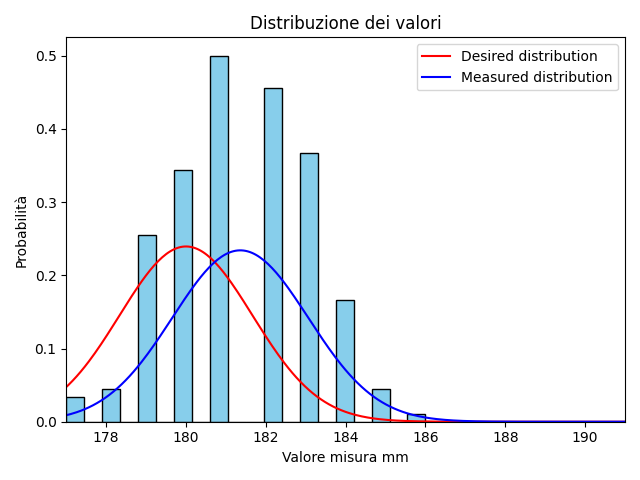 Distribuzione dei valori
Desired distribution
Measured distribution
Probabilità
0.5
0.4
0.3
0.2
0.1
0.0
178 180 182 184 186 188 190
Valore misura mm